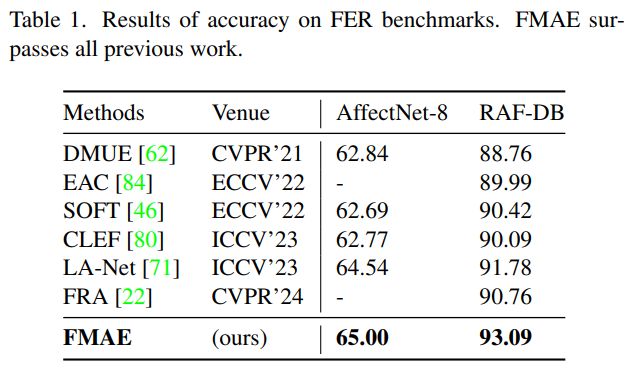 Table 1. Results of accuracy on FER benchmarks. FMAE sur-
passes all previous work.
Methods Venue AffectNet-8 RAF-DB
DMUE [62] CVPR’21 62.84 88.76
EAC [84] ECCV’22 - 89.99
SOFT [46] ECCV’22 62.69 90.42
CLEF [80] ICCV’23 62.77 90.09
LA-Net [71] ICCV’23 64.54 91.78
FRA [22] CVPR’24 - 90.76
FMAE (ours) 65.00 93.09